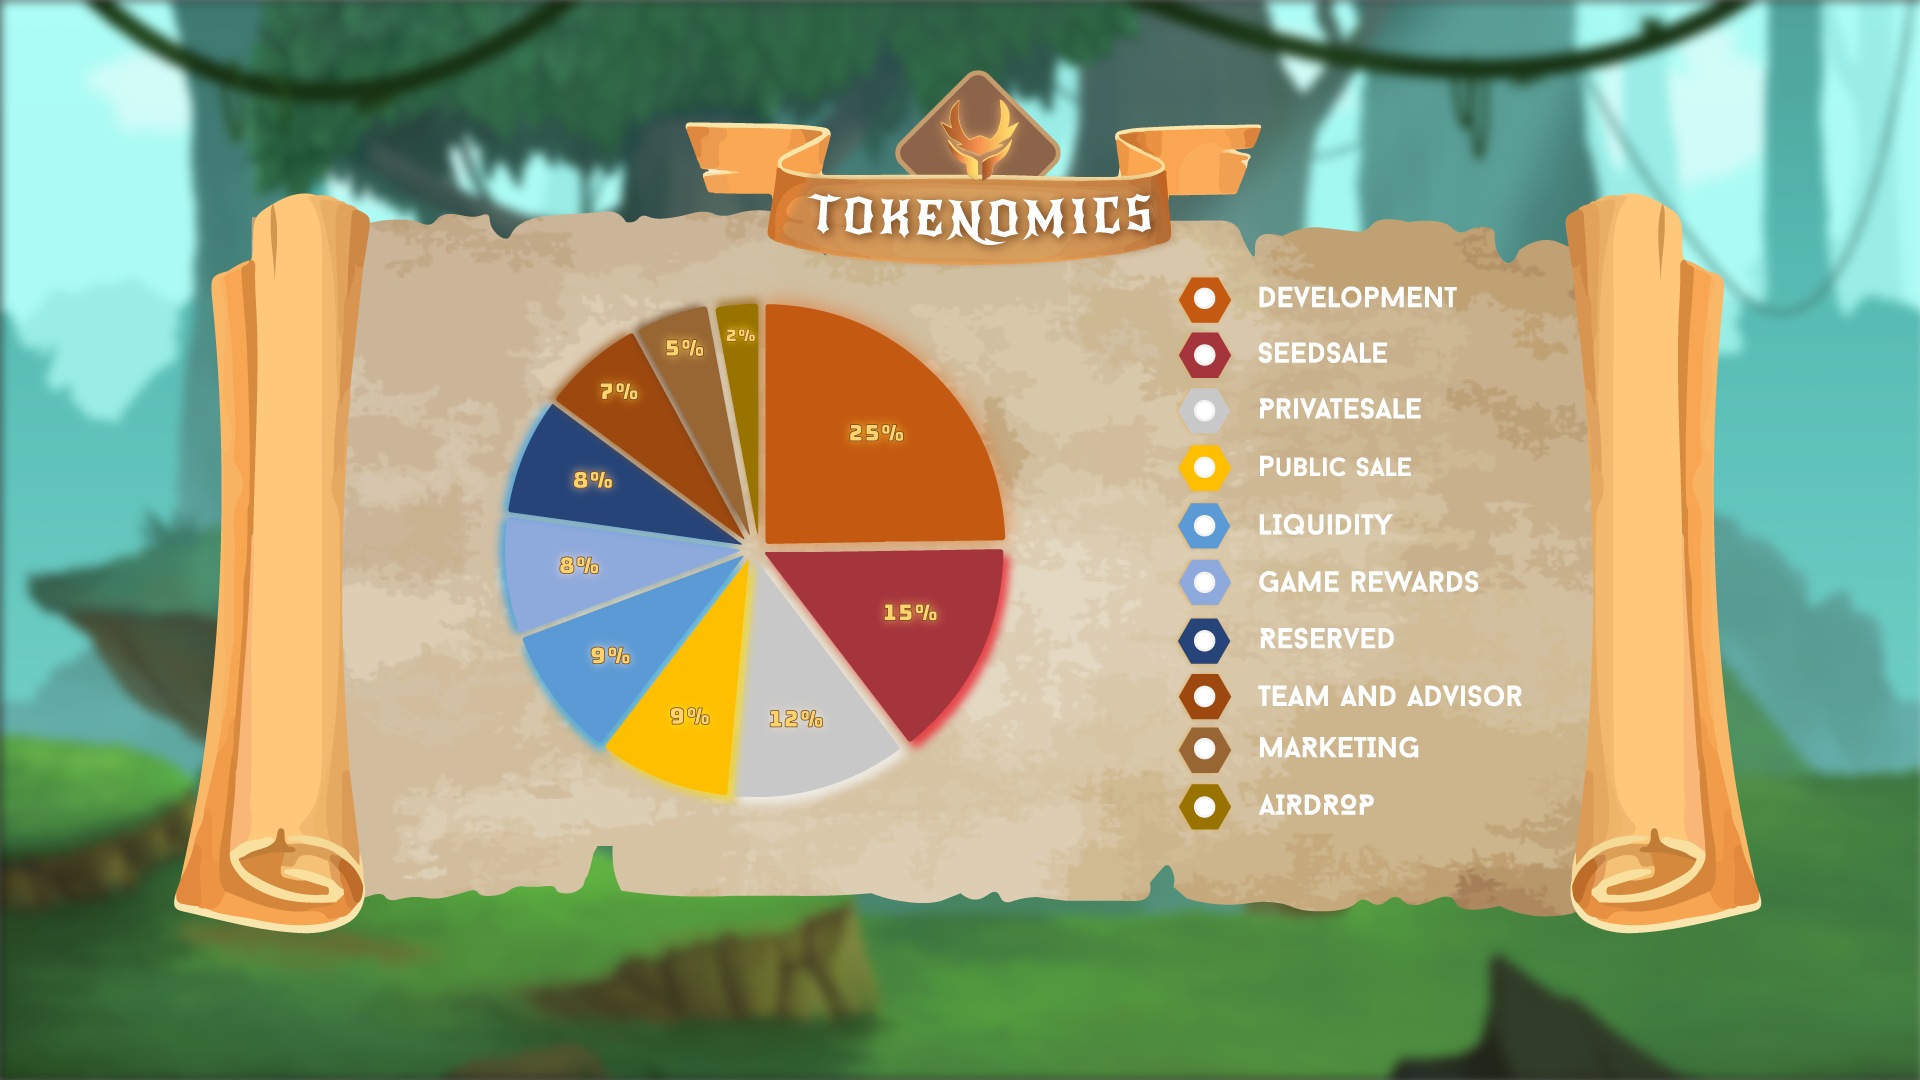 TOKENOMICS
2%
5%
7%
25%
8%
8%
15%
9%
9%
12%
DEVELOPMENT
SEEDSALE
PRIVATESALE
PUBLIC SALE
LIQUIDITY
GAME REWARDS
RESERVED
TEAM AND ADVISOR
MARKETING
AIRDROP